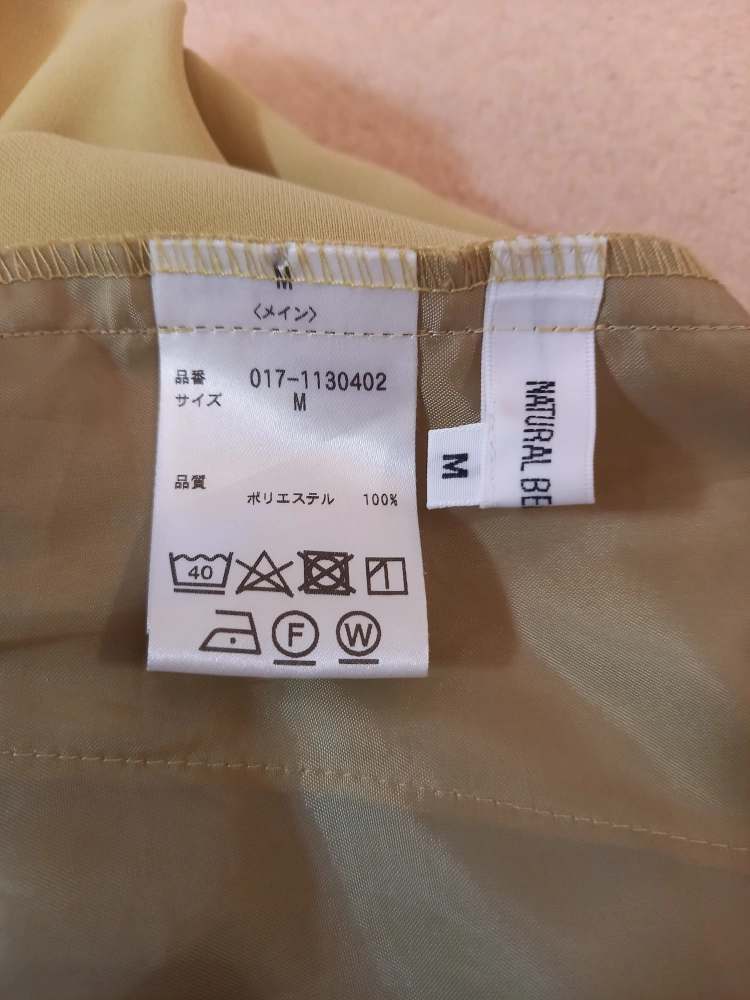 M
〈メイン〉
品番 017-1130402
サイズ M
品質
ポリエステル 100%
40
F W
M
NATURAL BE